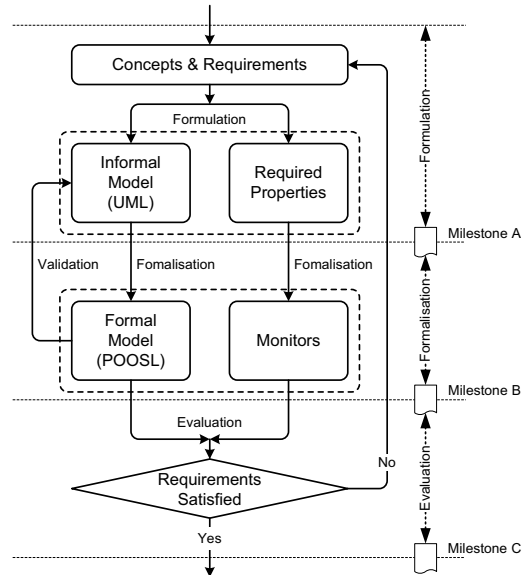 Concepts & Requirements
Formulation
Informal
Model
(UML)
Required
Properties
Formulation
Milestone A
Validation
Fomalisation
Fomalisation
Formalisation
Formal
Model
(POOSL)
Monitors
Milestone B
Evaluation
No
Requirements
Satisfied
Evaluation
Yes
Milestone C